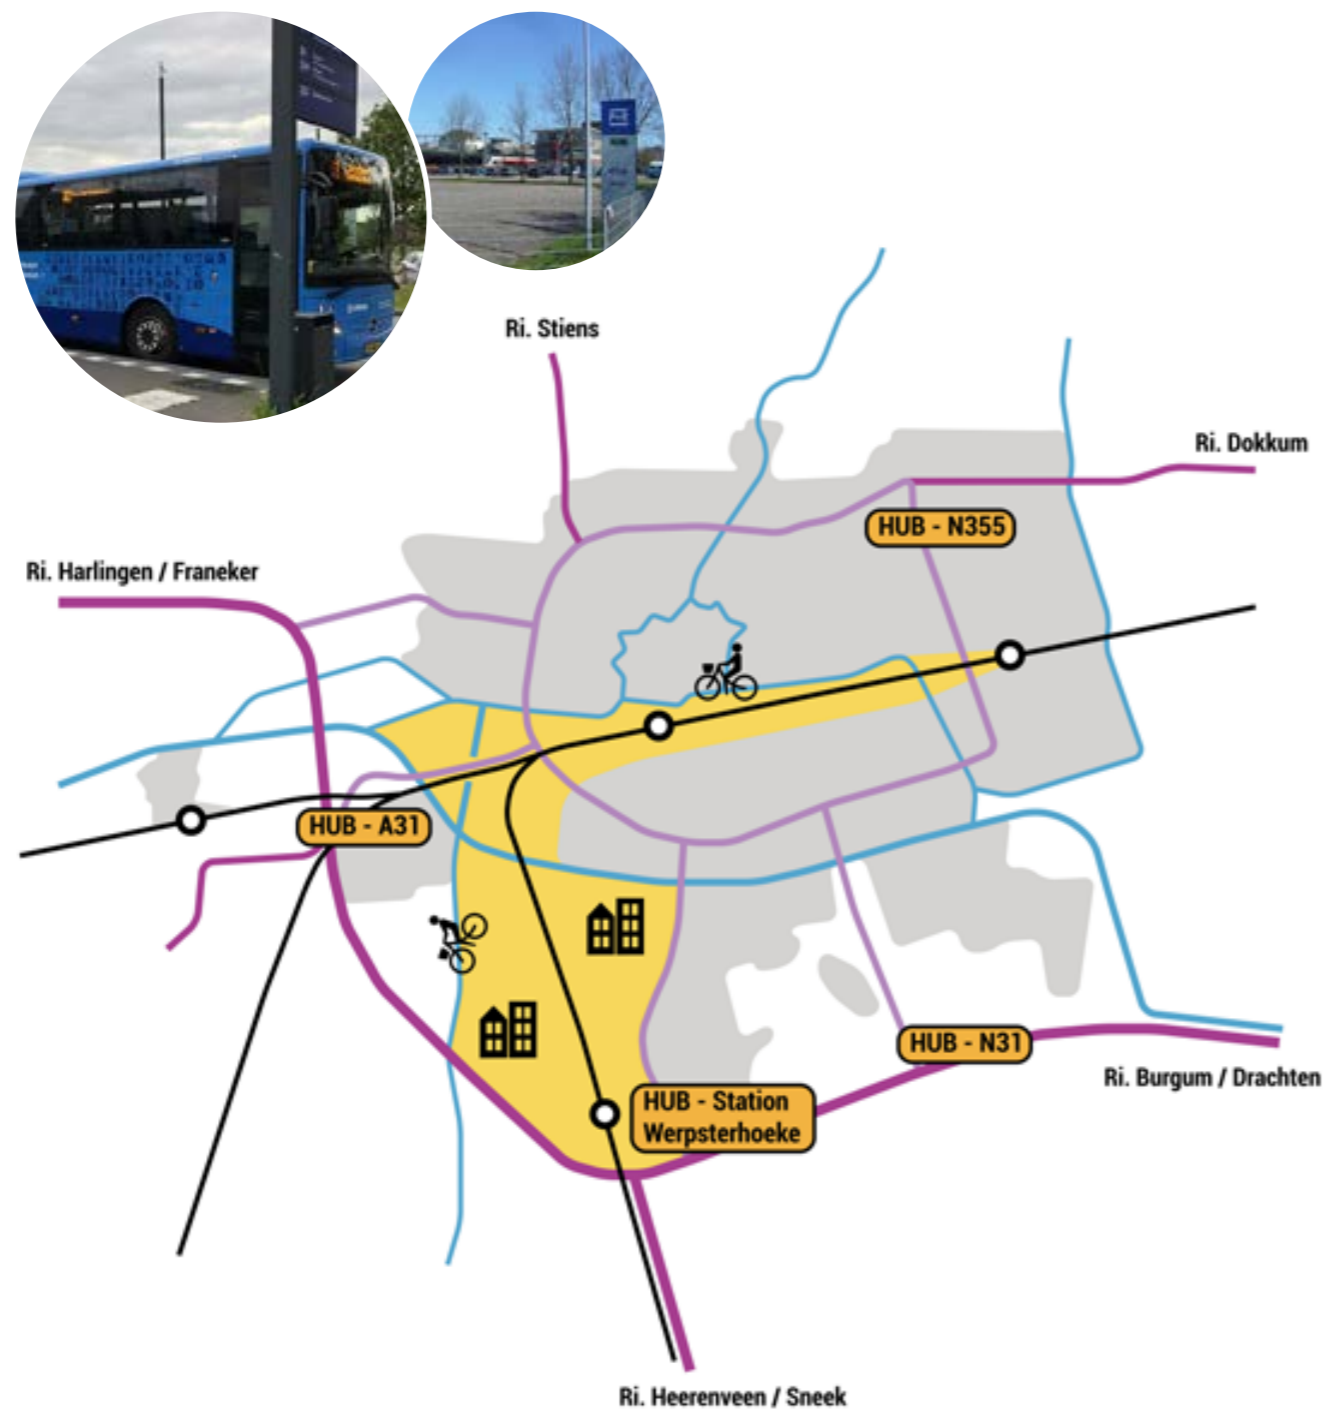 Ri. Stiens
Ri. Dokkum
HUB - N355
Ri. Harlingen / Franeker
HUB - A31
HUB - N31
Ri. Burgum / Drachten
HUB - Station
Werpsterhoeke
Ri. Heerenveen / Sneek